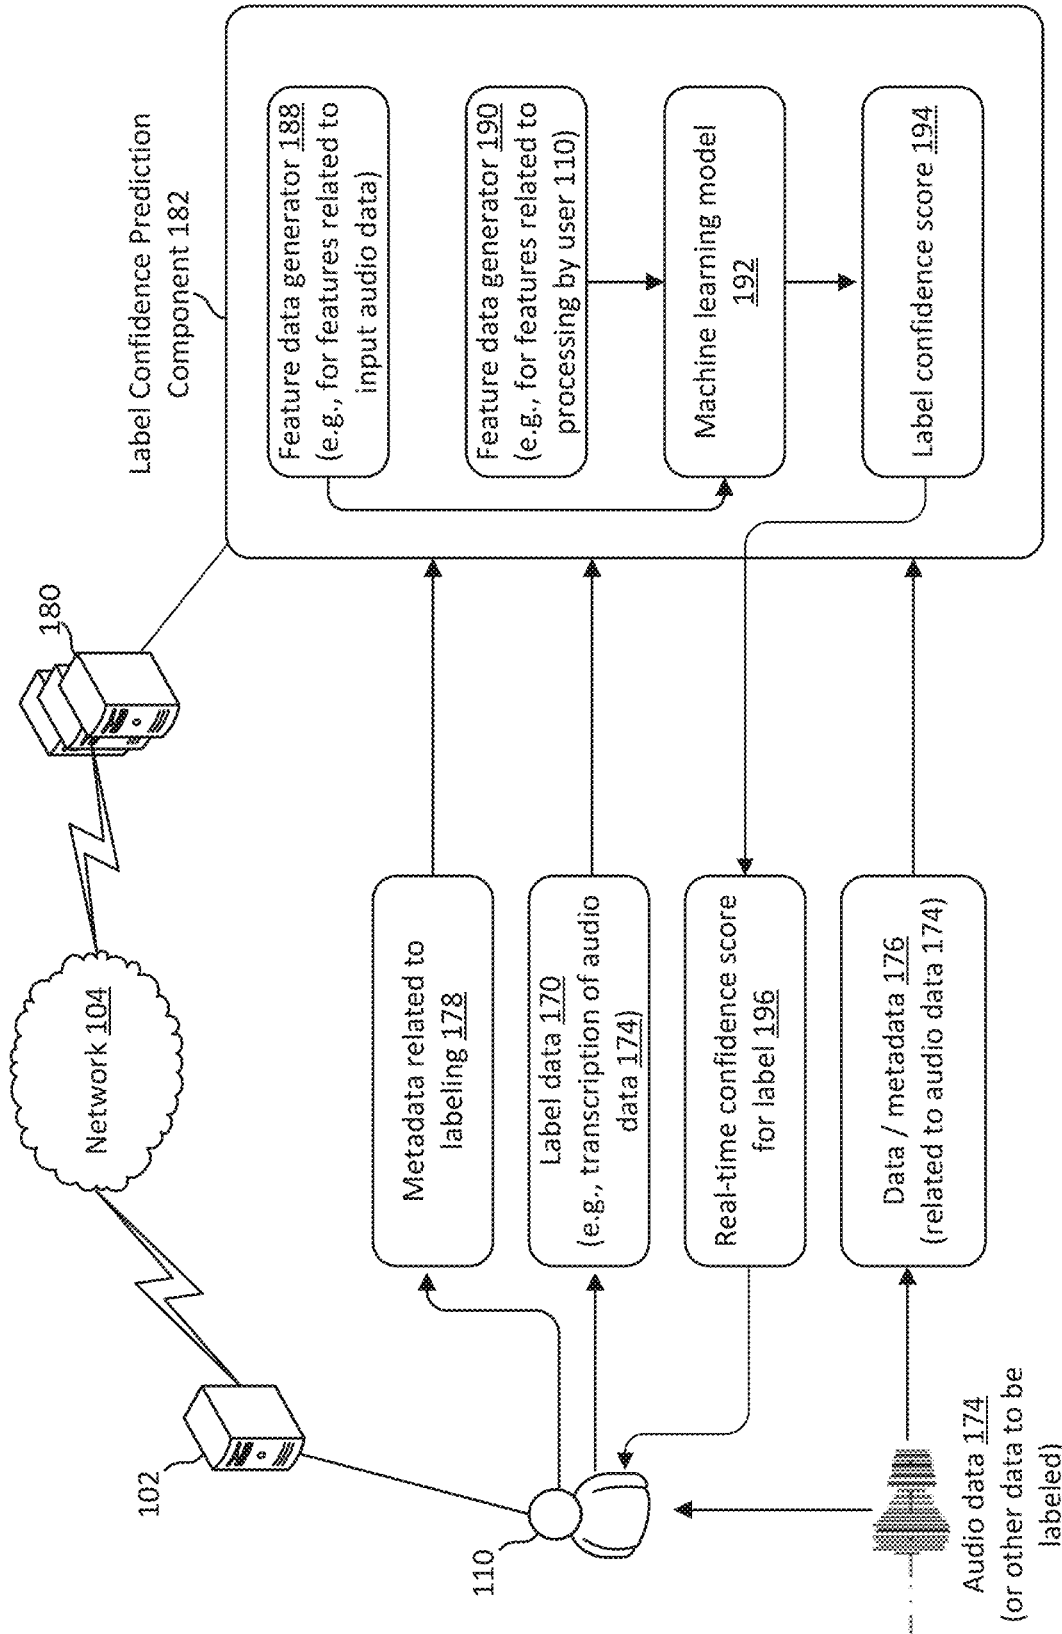 102
Network 104
180
Label Confidence Prediction
Component 182
110
Metadata related to
labeling 178
Label data 170
(e.g., transcription of audio
data 174)
Real-time confidence score
for label 196
Data / metadata 176
(related to audio data 174)
Audio data 174
(or other data to be
labeled)
Feature data generator 188
(e.g., for features related to
input audio data)
Feature data generator 190
(e.g., for features related to
processing by user 110)
Machine learning model
192
Label confidence score 194